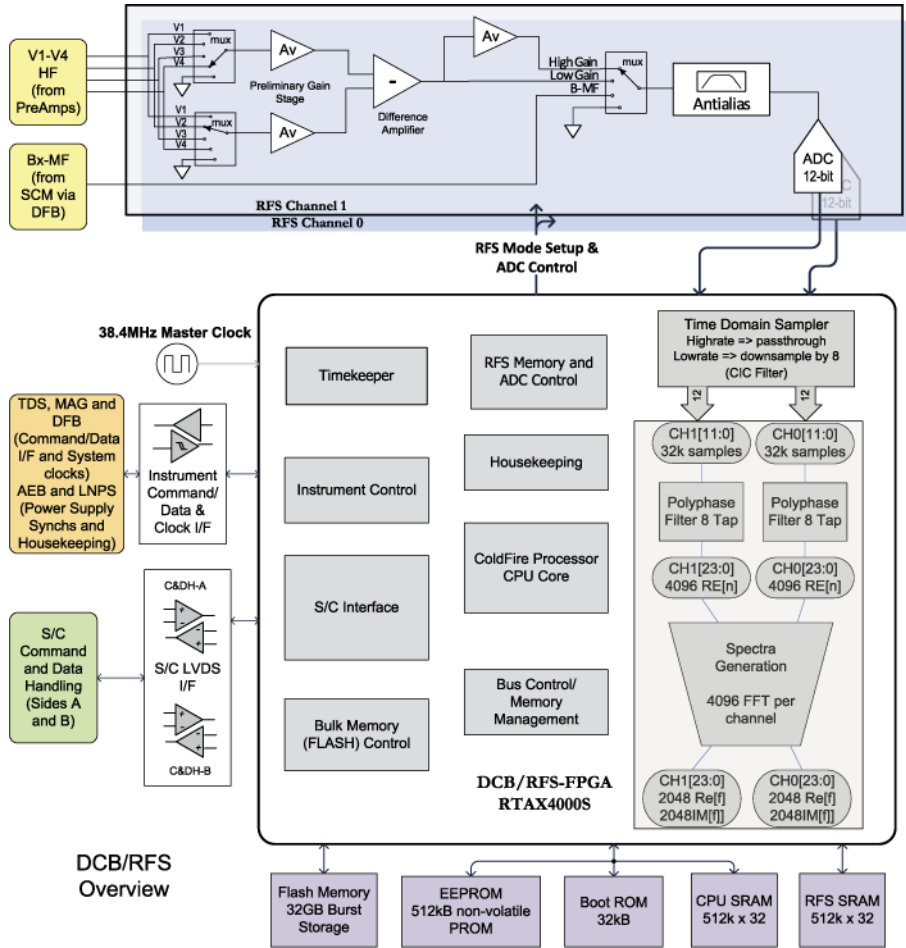 V1-V4
HF
(from
PreAmps)
Bx-MF
(from
SCM via
DFB)
V1
V2
V3
V4
mux
V1
V2
V3
V4
mux
Av
Preliminary Gain
Stage
Av
-
Difference
Amplifier
Av
High Gain
Low Gain
B-MF
mux
Antialias
ADC
12-bit
C
12-bit
RFS Channel 1
RFS Channel 0
RFS Mode Setup &
ADC Control
38.4MHz Master Clock
TDS, MAG and
DFB
(Command/Data
I/F and System
clocks)
AEB and LNPS
(Power Supply
Synchs and
Housekeeping)
Instrument
Command/
Data &
Clock I/F
S/C
Command
and Data
Handling
(Sides A
and B)
C&DH-A
S/C LVDS
I/F
C&DH-B
Timekeeper
Instrument Control
S/C Interface
Bulk Memory
(FLASH) Control
RFS Memory and
ADC Control
Housekeeping
ColdFire Processor
CPU Core
Bus Control/
Memory
Management
DCB/RFS-FPGA
RTAX4000S
Time Domain Sampler
Highrate => passthrough
Lowrate => downsample by 8
(CIC Filter)
12
12
CH1[11:0]
32k samples
CH0[11:0]
32k samples
Polyphase
Filter 8 Tap
Polyphase
Filter 8 Tap
CH1[23:0]
4096 RE[n]
CH0[23:0]
4096 RE[n]
Spectra
Generation
4096 FFT per
channel
CH1[23:0]
2048 Re[f]
2048IM[f]]
CH0[23:0]
2048 Re[f]
2048IM[f]]
DCB/RFS
Overview
Flash Memory
32GB Burst
Storage
EEPROM
512kB non-volatile
PROM
Boot ROM
32kB
CPU SRAM
512k x 32
RFS SRAM
512k x 32